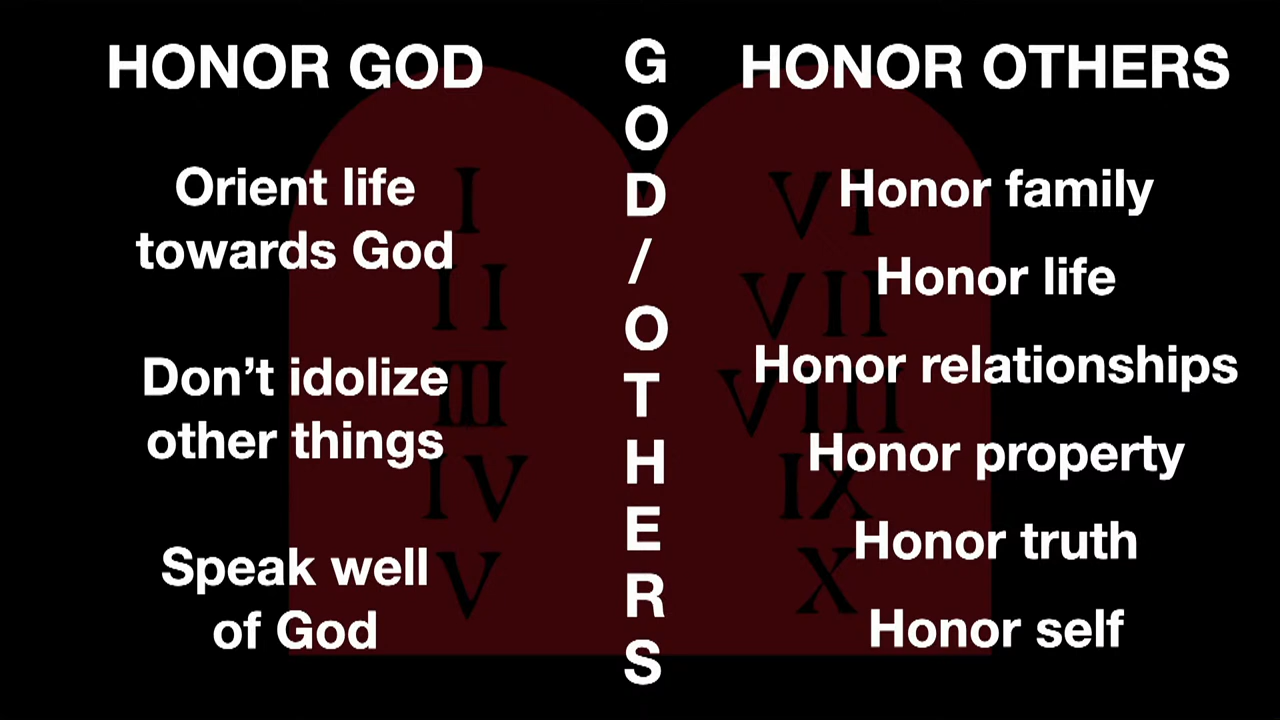 HONOR GOD
Orient life
towards God
Don't idolize
other things
Speak well
of God
G
O
D
/
O
T
H
E
R
S
HONOR OTHERS
Honor family
Honor life
Honor relationships
Honor property
Honor truth
Honor self
I
II
III
IV
V
VI
VII
VIII
IX
X